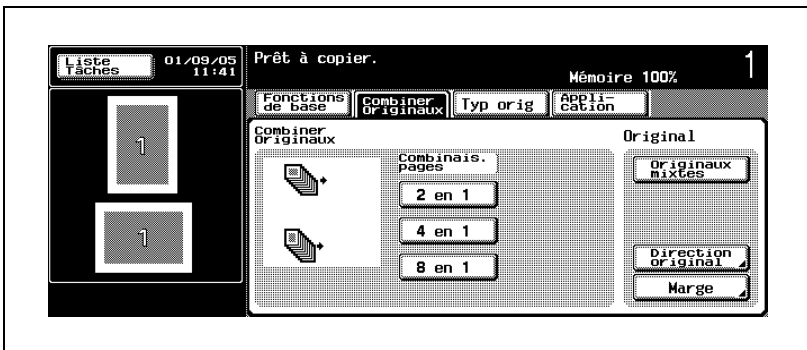 Liste
Tâches
01/09/05
11:41
Prêt à copier.
Mémoire 100%
1
Fonctions
de base
Combiner
Originaux
Typ orig
Appli-
cation
Combiner
Originaux
Original
1
Combinais.
pages
Originaux
mixtes
2 en 1
4 en 1
1
8 en 1
Direction
original
Marge